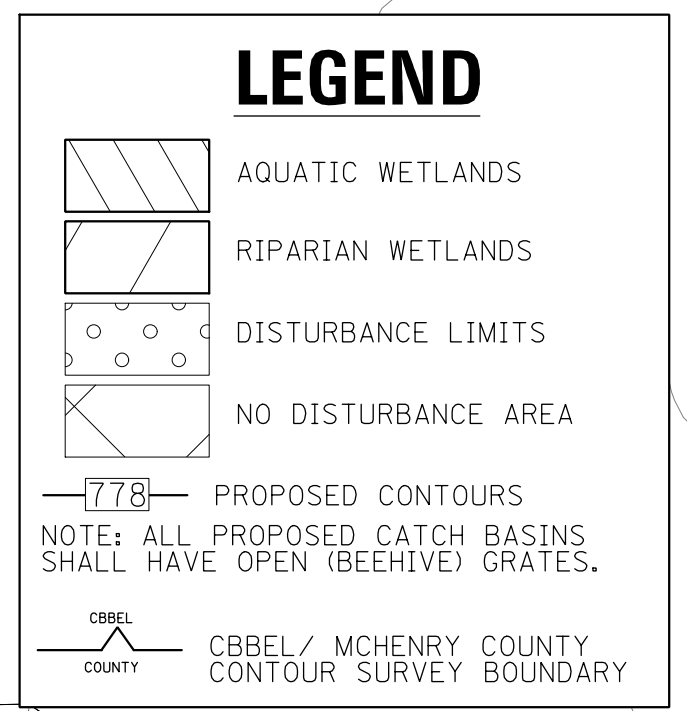 LEGEND
AQUATIC WETLANDS
RIPARIAN WETLANDS
DISTURBANCE LIMITS
NO DISTURBANCE AREA
778 PROPOSED CONTOURS
NOTE: ALL PROPOSED CATCH BASINS
SHALL HAVE OPEN (BEEHIVE) GRATES.
CBBEL
COUNTY
CBBEL/ MCHENRY COUNTY
CONTOUR SURVEY BOUNDARY